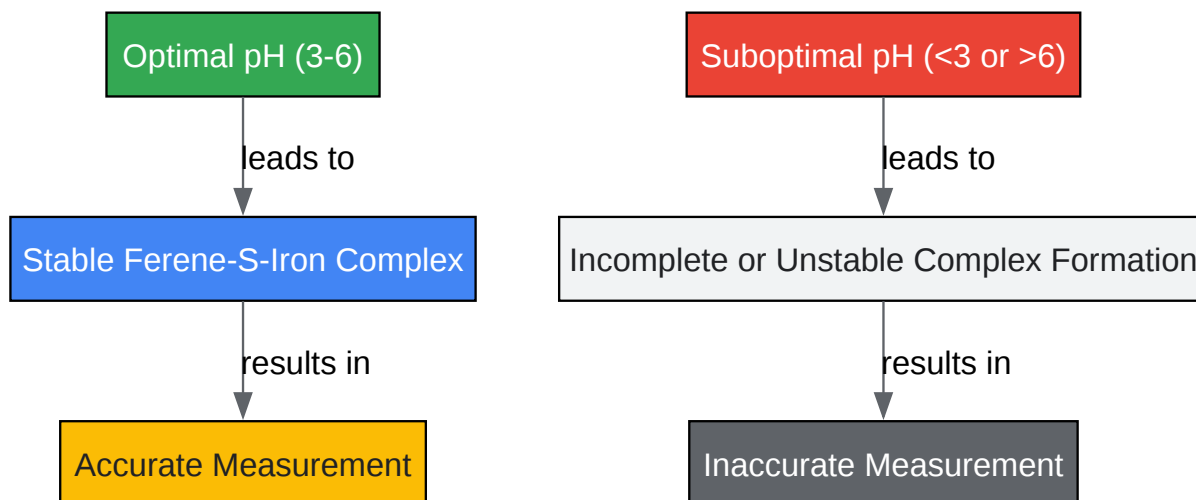 Optimal pH (3-6)
leads to
Stable Ferene-S-Iron Complex
results in
Accurate Measurement
Suboptimal pH (<3 or >6)
leads to
Incomplete or Unstable Complex Formation
results in
Inaccurate Measurement